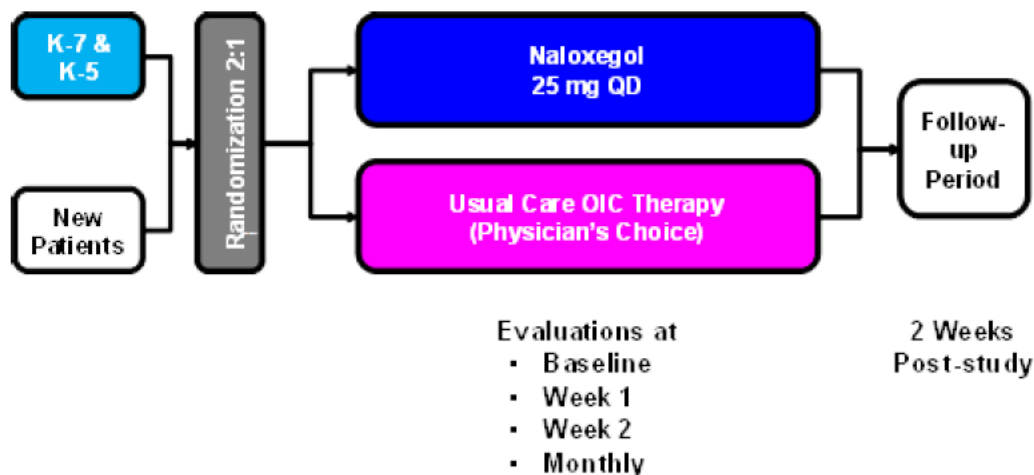 K-7 &
K-5
New
Patients
Randomization 2:1
Naloxegol
25 mg QD
Usual Care OIC Therapy
(Physician's Choice)
Follow-
up
Period
Evaluations at
▪ Baseline
▪ Week 1
▪ Week 2
▪ Monthly
2 Weeks
Post-study